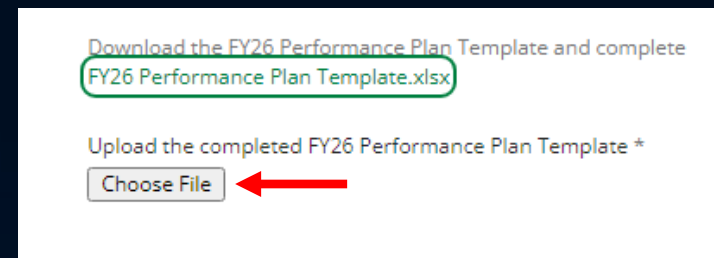 Download the FY26 Performance Plan Template and complete
FY26 Performance Plan Template.xlsx
Upload the completed FY26 Performance Plan Template *
Choose File